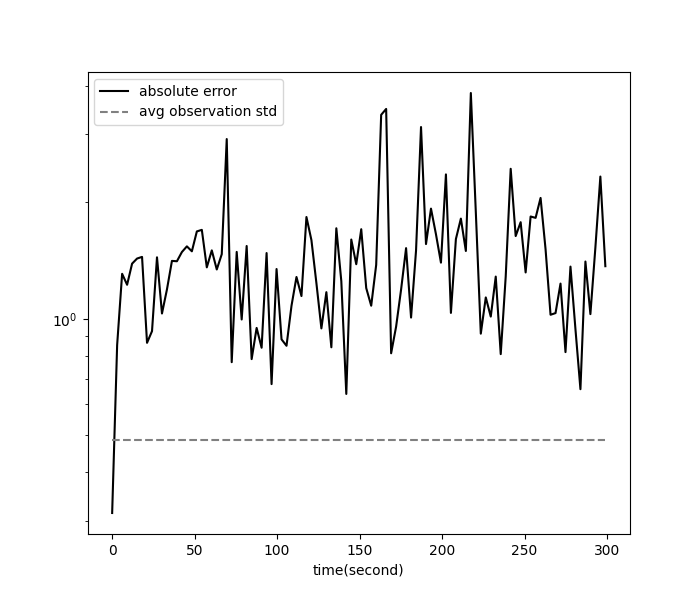 absolute error
avg observation std
10⁰
0 50 100 150 200 250 300
time(second)